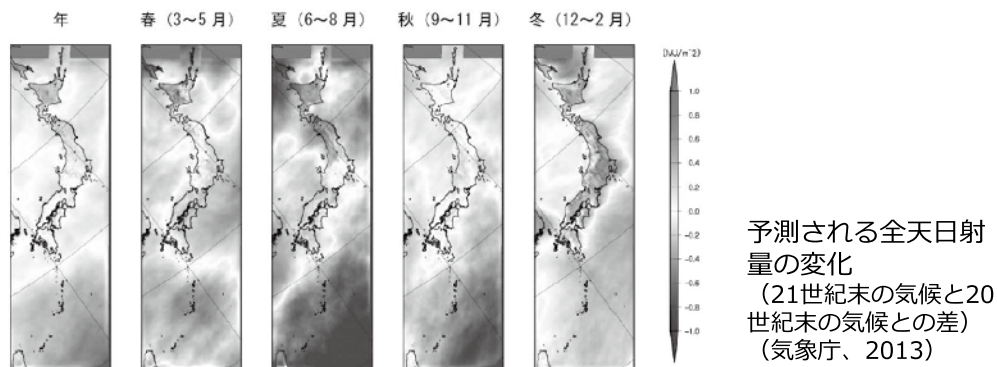 年
春（3～5月）
夏（6～8月）
秋（9～11月）
冬（12～2月）
(MJ/m^2)
1.0
0.8
0.6
0.4
0.2
0.0
-0.2
-0.4
-0.6
-0.8
-1.0
予測される全天日射
量の変化
（21世紀末の気候と20
世紀末の気候との差）
（気象庁、2013）